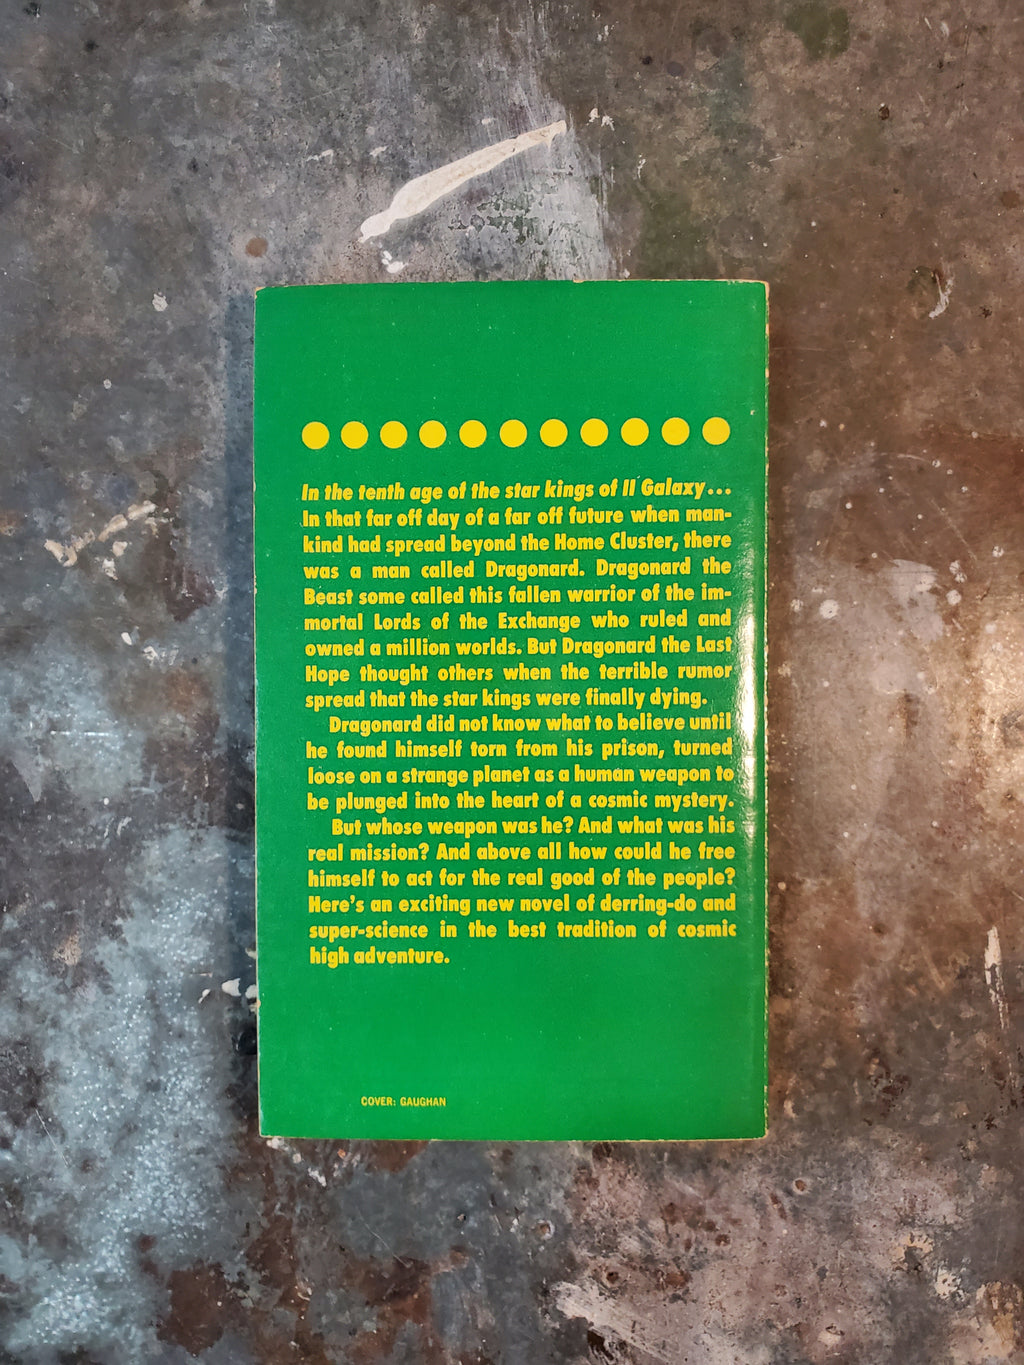 In the tenth age of the star kings of II Galaxy...
In that far off day of a far off future when man-
kind had spread beyond the Home Cluster, there
was a man called Dragonard. Dragonard the
Beast some called this fallen warrior of the im-
mortal Lords of the Exchange who ruled and
owned a million worlds. But Dragonard the Last
Hope thought others when the terrible rumor
spread that the star kings were finally dying.
Dragonard did not know what to believe until
he found himself torn from his prison, turned
loose on a strange planet as a human weapon to
be plunged into the heart of a cosmic mystery.
But whose weapon was he? And what was his
real mission? And above all how could he free
himself to act for the real good of the people?
Here's an exciting new novel of derring-do and
super-science in the best tradition of cosmic
high adventure.
COVER: GAUGHAN